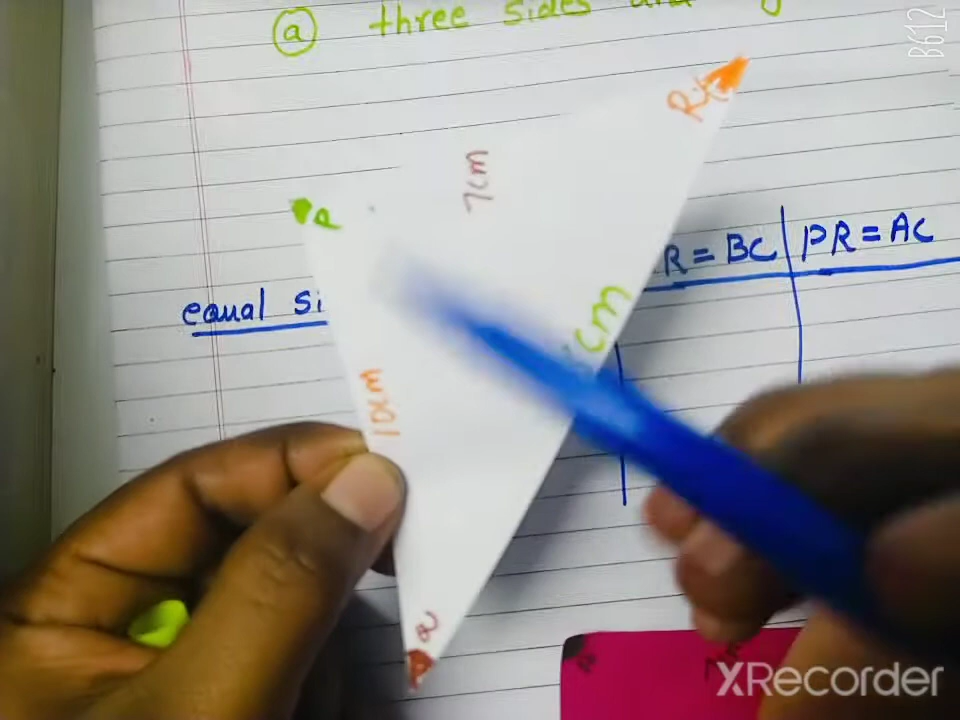 ⓐ three sides
B612
R
7cm
P
R = BC | PR = AC
equal Si
cm
10cm
Q
XRecorder